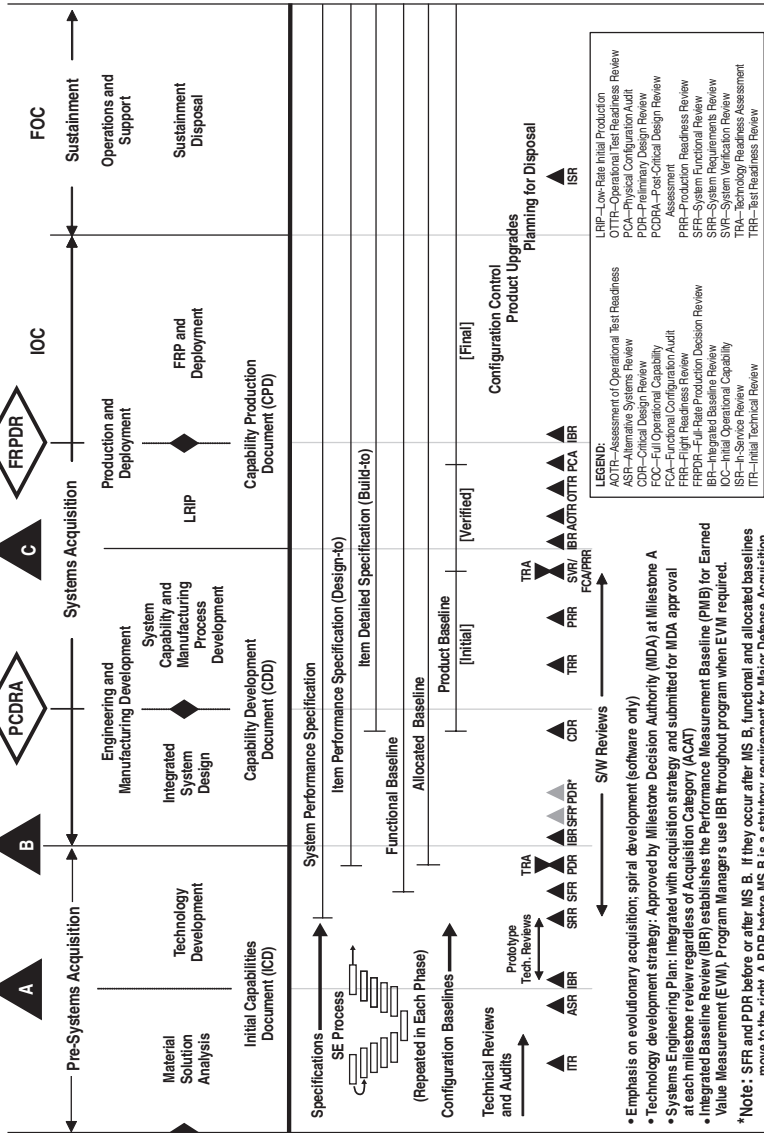 A
B
PCDRA
C
FRPDR
IOC
FOC
Pre-Systems Acquisition
Systems Acquisition
Sustainment
Material
Solution
Analysis
Technology
Development
Engineering and
Manufacturing Development
Integrated
System
Design
System
Capability and
Manufacturing
Process
Development
Production and
Deployment
LRIP
FRP and
Deployment
Operations and
Support
Sustainment
Disposal
Initial Capabilities
Document (ICD)
Capability Development
Document (CDD)
Capability Production
Document (CPD)
Specifications
System Performance Specification
Item Performance Specification (Design-to)
Item Detailed Specification (Build-to)
SE Process
(Repeated in Each Phase)
Functional Baseline
Allocated Baseline
Product Baseline
[Initial]
[Verified]
[Final]
Configuration Baselines
Configuration Control
Product Upgrades
Planning for Disposal
Technical Reviews
and Audits
Prototype
Tech. Reviews
TRA
TRA
ITR
ASR
IBR
SRR
SFR
PDR
IBR
SFR*
PDR*
CDR
TRR
PRR
SVR/
FCA/PRR
IBR
AOTR
OTTR
PCA
IBR
ISR
S/W Reviews
• Emphasis on evolutionary acquisition; spiral development (software only)
• Technology development strategy: Approved by Milestone Decision Authority (MDA) at Milestone A
• Systems Engineering Plan: Integrated with acquisition strategy and submitted for MDA approval
at each milestone review regardless of Acquisition Category (ACAT)
• Integrated Baseline Review (IBR) establishes the Performance Measurement Baseline (PMB) for Earned
Value Measurement (EVM). Program Managers use IBR throughout program when EVM required.
*Note: SFR and PDR before or after MS B. If they occur after MS B, functional and allocated baselines
move to the right. A PDR before MS B is a statutory requirement for Major Defense Acquisition
LEGEND:
AOTR—Assessment of Operational Test Readiness
ASR—Alternative Systems Review
CDR—Critical Design Review
FOC—Full Operational Capability
FCA—Functional Configuration Audit
FRR—Flight Readiness Review
FRPDR—Full-Rate Production Decision Review
IBR—Integrated Baseline Review
IOC—Initial Operational Capability
ISR—In-Service Review
ITR—Initial Technical Review
LRIP—Low-Rate Initial Production
OTTR—Operational Test Readiness Review
PCA—Physical Configuration Audit
PDR—Preliminary Design Review
PCDRA—Post-Critical Design Review
Assessment
PRR—Production Readiness Review
SFR—System Functional Review
SRR—System Requirements Review
SVR—System Verification Review
TRA—Technology Readiness Assessment
TRR—Test Readiness Review